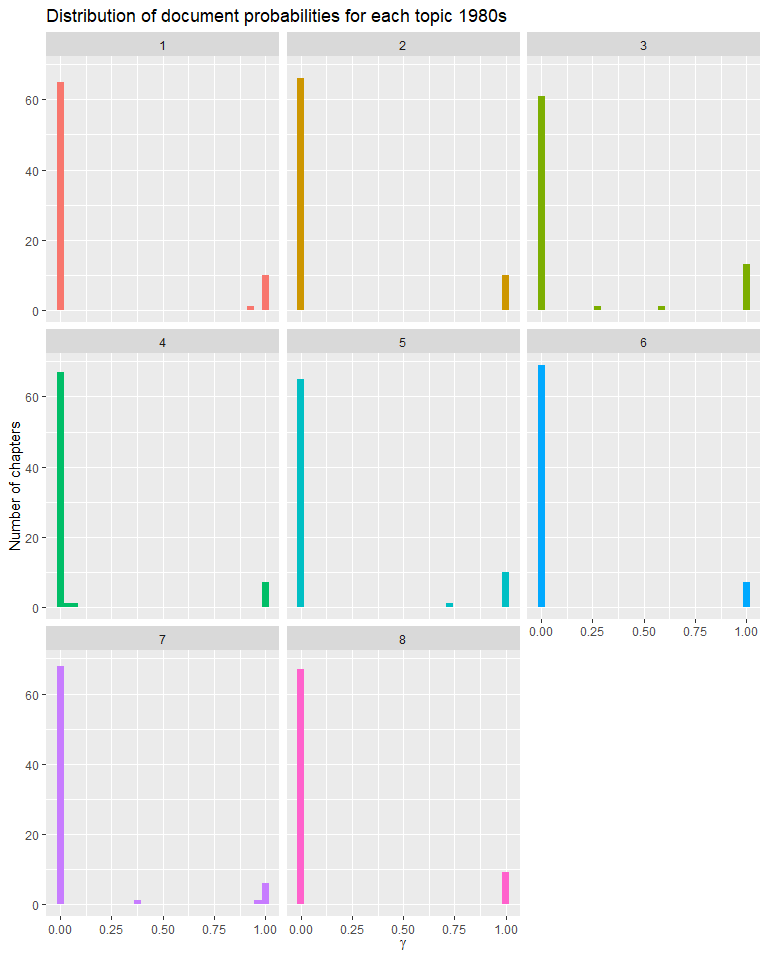 Distribution of document probabilities for each topic 1980s
1 2 3
60
40
20
0
4 5 6
60
40
20
0
Number of chapters
0.00 0.25 0.50 0.75 1.00
7 8
60
40
20
0
0.00 0.25 0.50 0.75 1.00 0.00 0.25 0.50 0.75 1.00
γ